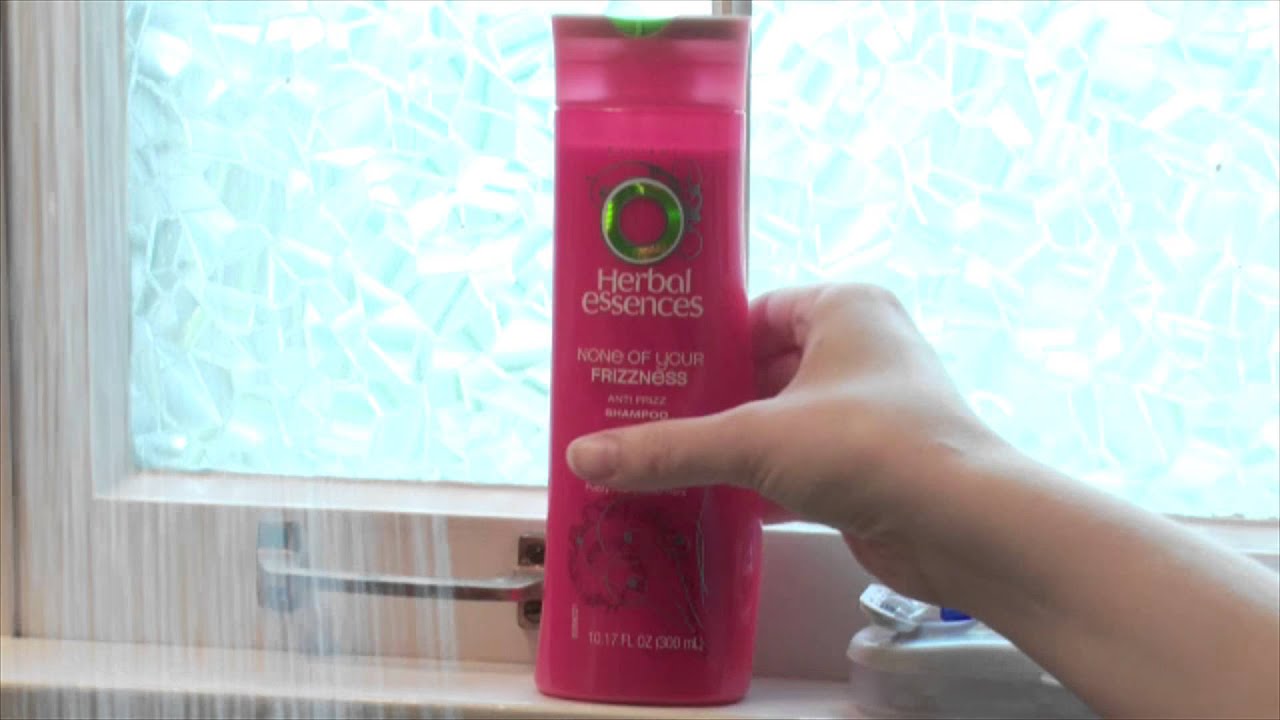 Herbal
essences
NONE OF YOUR
FRIZZNESS
ANTI FRIZZ
SHAMPOO
10.17 FL OZ (300 mL)